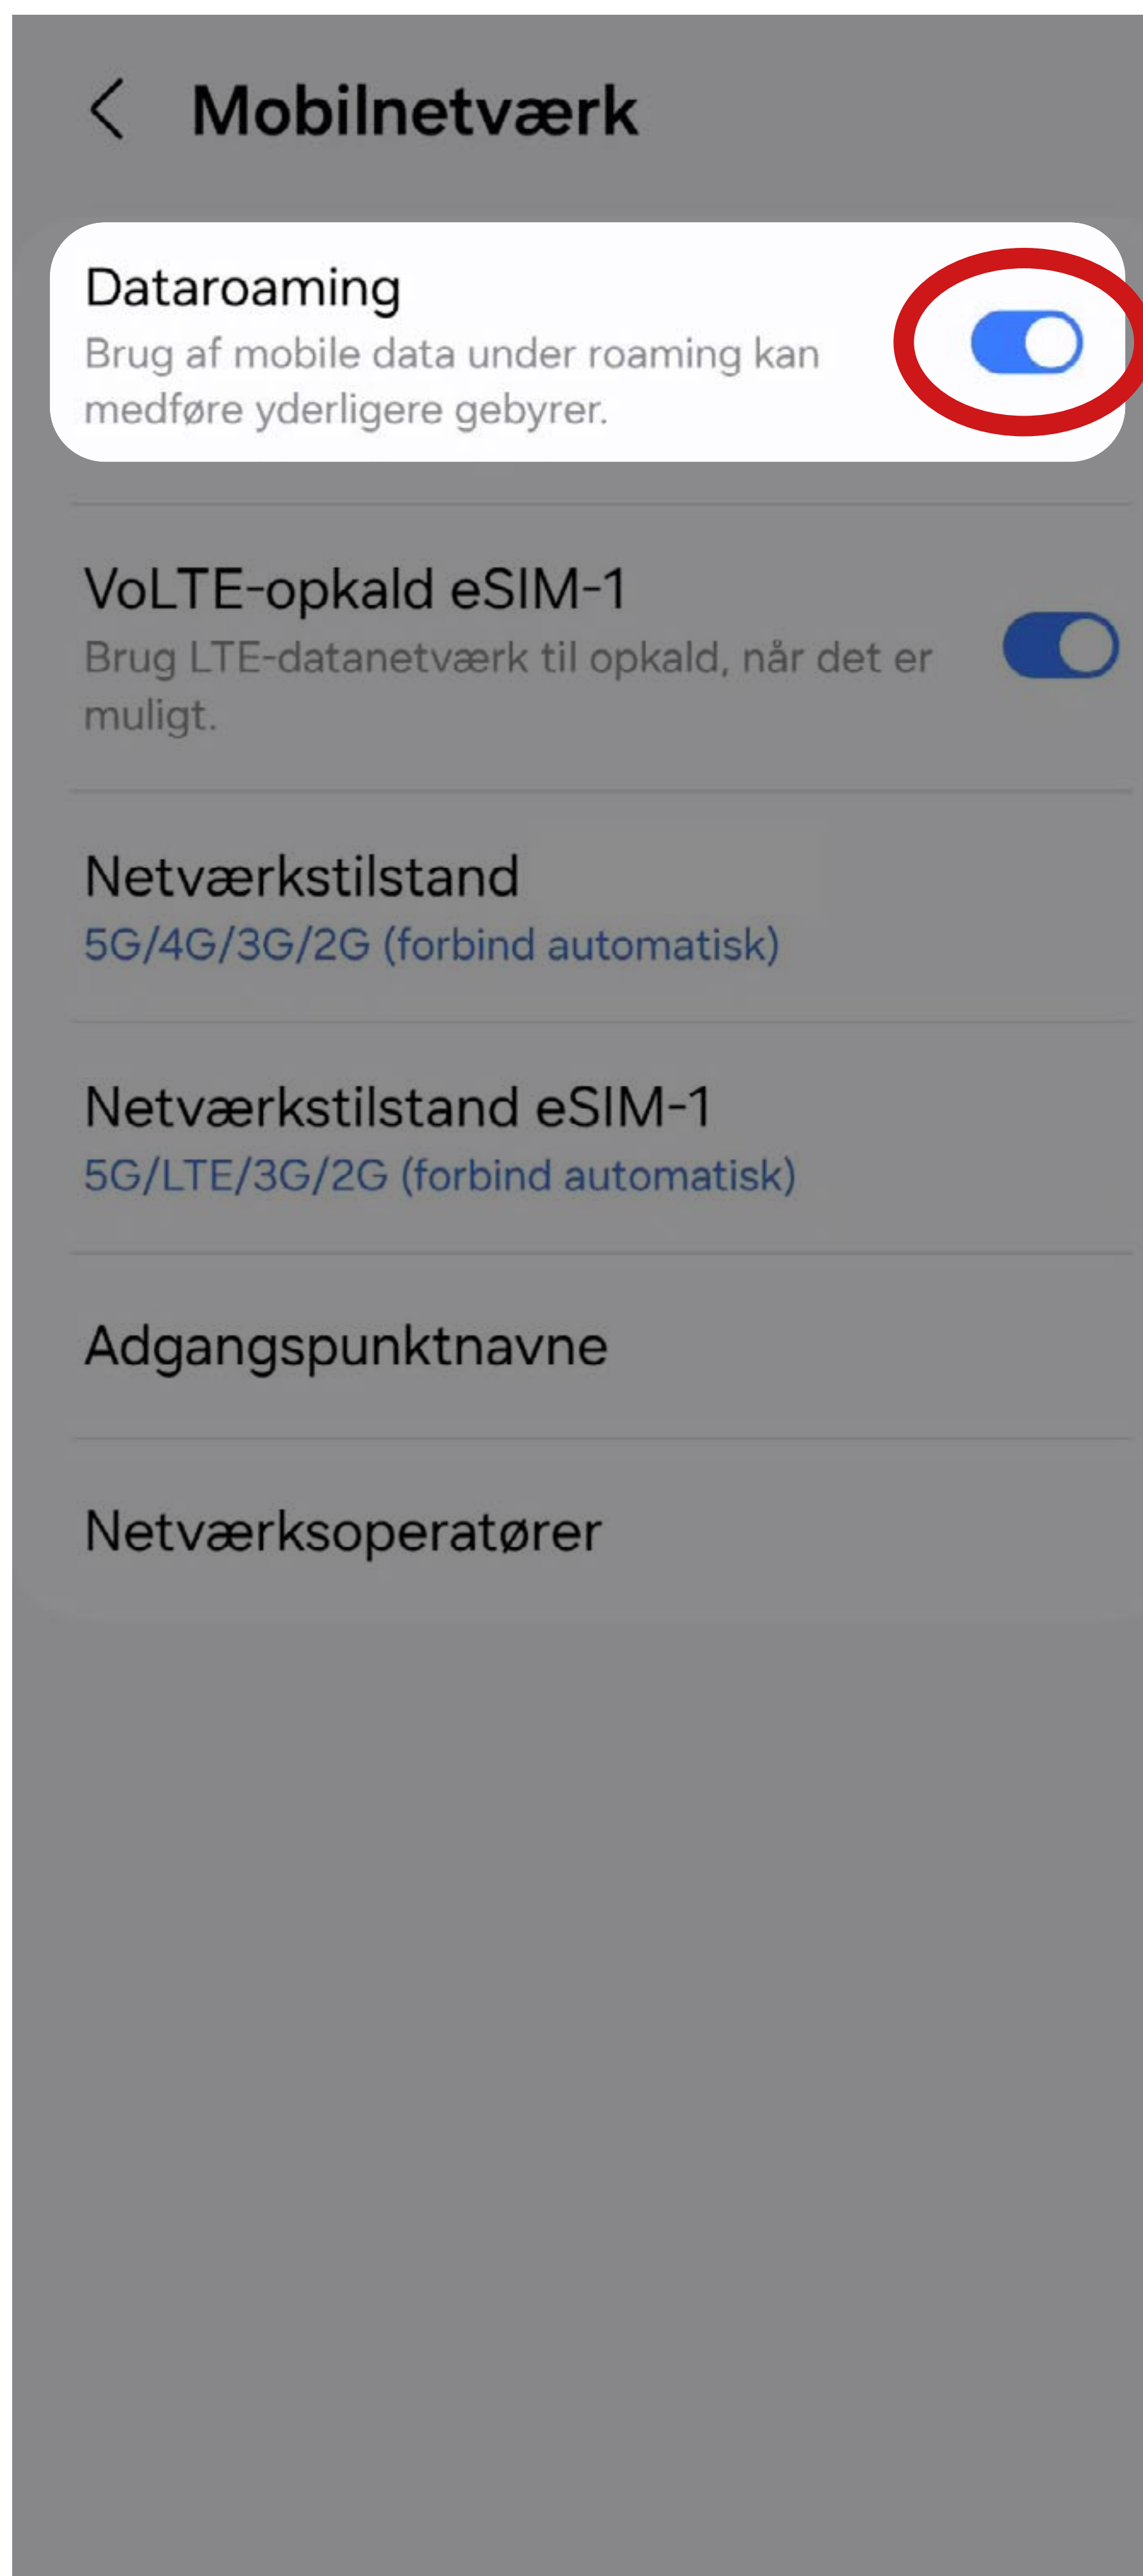 Mobilnetværk
Dataroaming
Brug af mobile data under roaming kan
medføre yderligere gebyrer.
VoLTE-opkald eSIM-1
Brug LTE-datanetværk til opkald, når det er
muligt.
Netværkstilstand
5G/4G/3G/2G (forbind automatisk)
Netværkstilstand eSIM-1
5G/LTE/3G/2G (forbind automatisk)
Adgangspunktnavne
Netværksoperatører